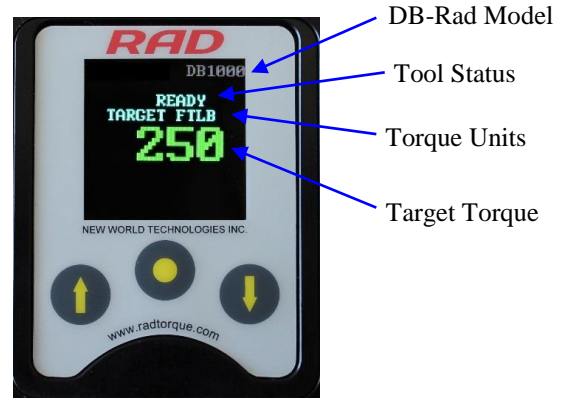 RAD
DB1000
READY
TARGET FTLB
250
NEW WORLD TECHNOLOGIES INC.
www.radtorque.com
DB-Rad Model
Tool Status
Torque Units
Target Torque